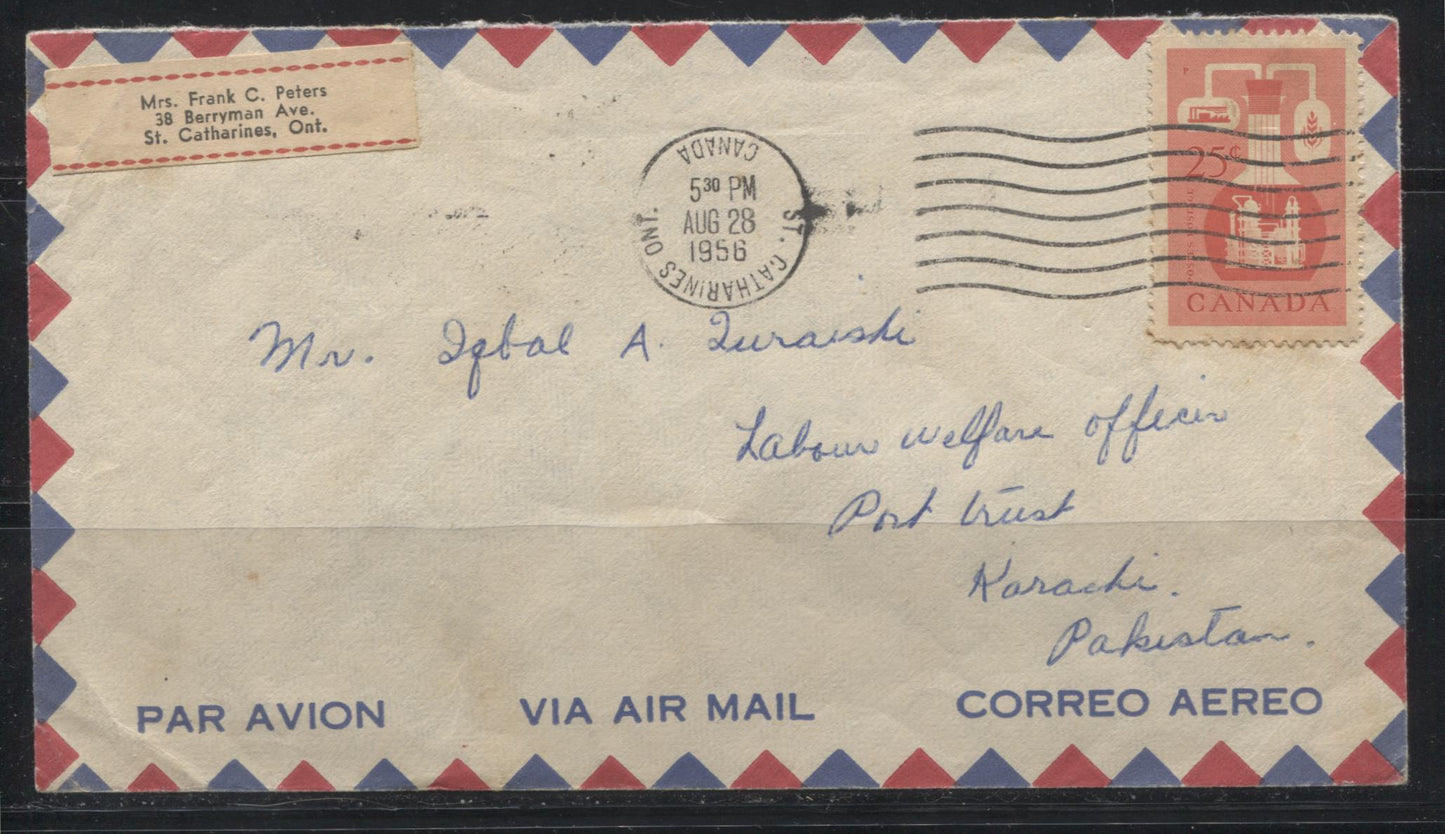 Mrs. Frank C. Peters
38 Berryman Ave.
St. Catharines, Ont.
ST. CATHARINES ONT.
CANADA
5 30 PM
AUG 28
1956
P
25¢
POSTES POSTAGE
CANADA
Mr. Iqbal A. Quraishi
Labour welfare officer
Port trust
Karachi.
Pakistan.
PAR AVION VIA AIR MAIL CORREO AEREO